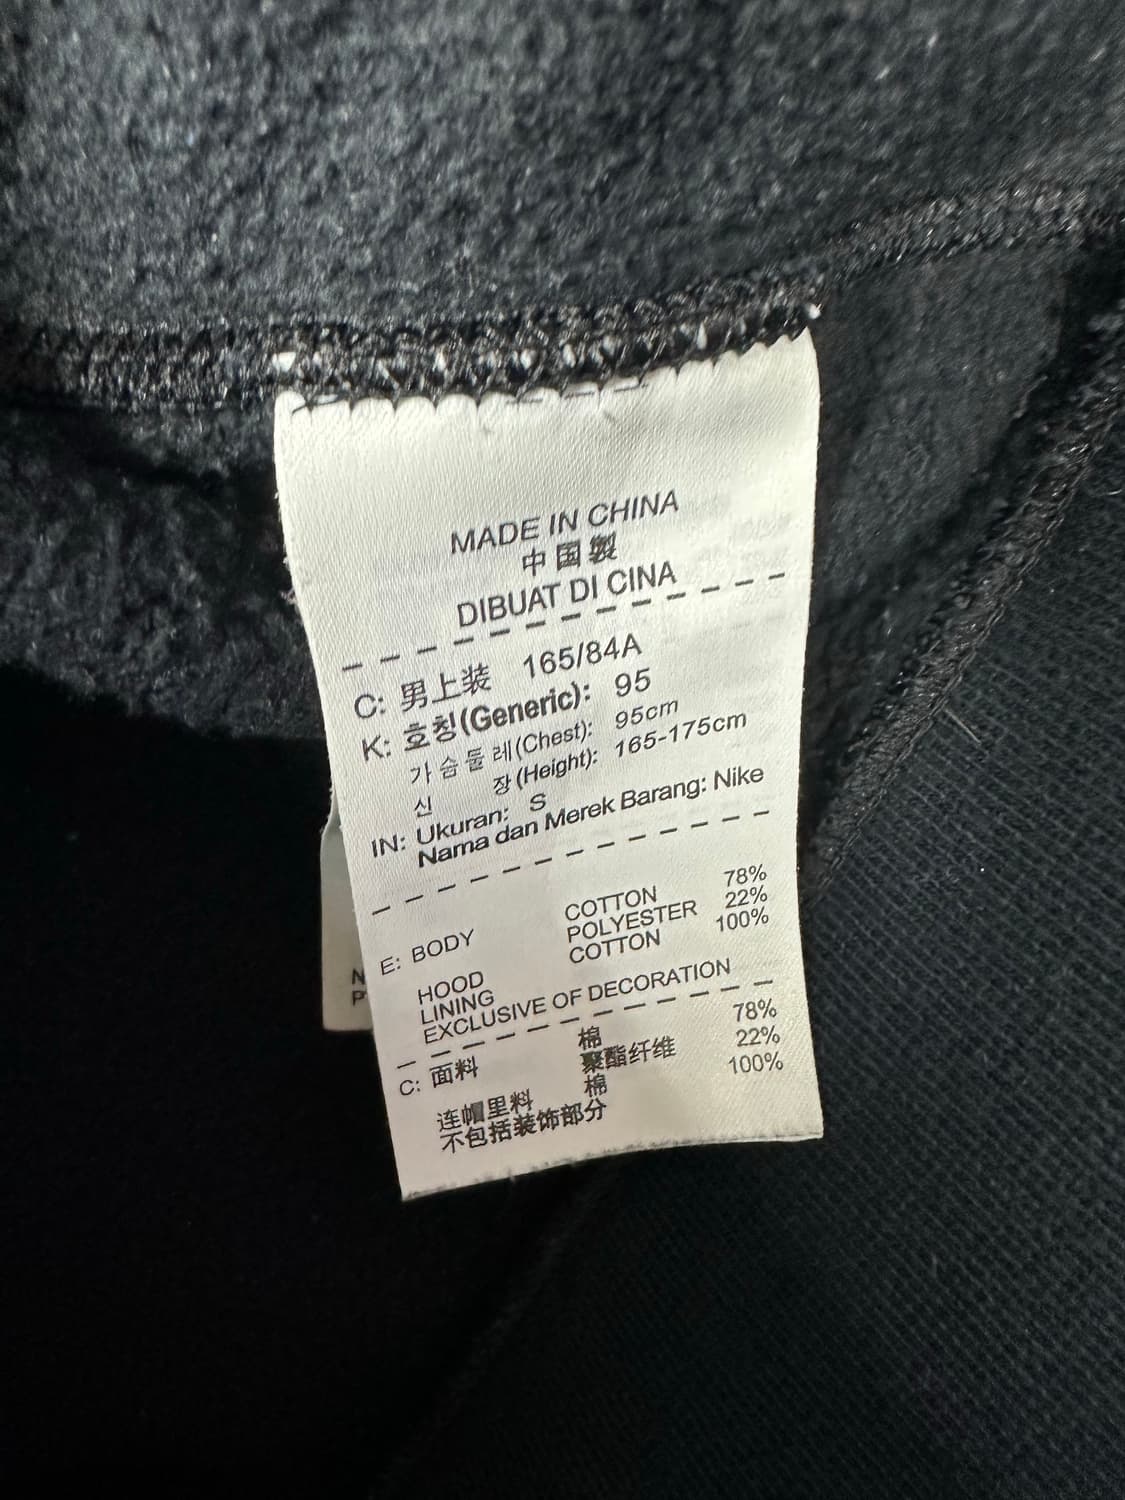 MADE IN CHINA
中国製
DIBUAT DI CINA
C: 男上装 165/84A
K: 호칭(Generic): 95
가슴둘레(Chest): 95cm
신 장(Height): 165-175cm
IN: Ukuran: S
Nama dan Merek Barang: Nike
E: BODY COTTON 78%
POLYESTER 22%
HOOD COTTON 100%
LINING
EXCLUSIVE OF DECORATION
C: 面料 棉 78%
聚酯纤维 22%
连帽里料 棉 100%
不包括装饰部分